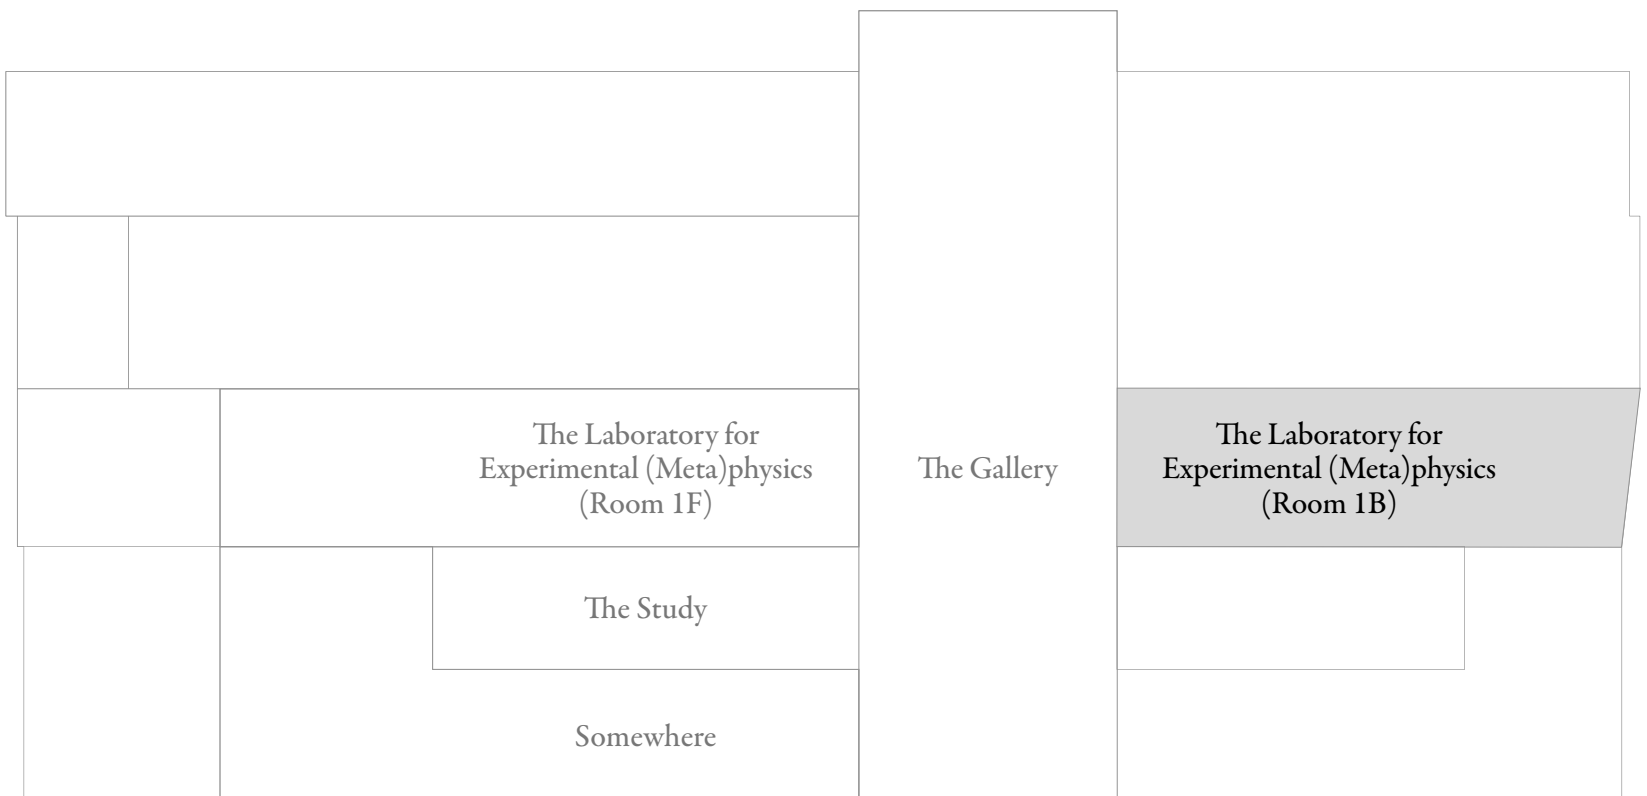 The Laboratory for
Experimental (Meta)physics
(Room 1F)
The Gallery
The Laboratory for
Experimental (Meta)physics
(Room 1B)
The Study
Somewhere